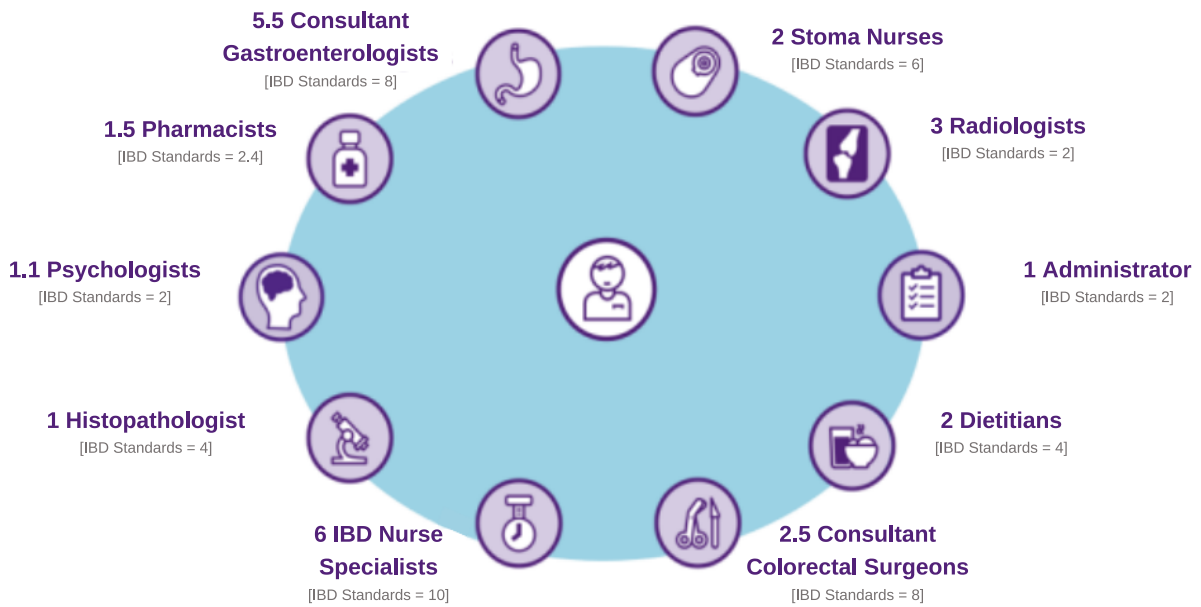 5.5 Consultant
Gastroenterologists
[IBD Standards = 8]
2 Stoma Nurses
[IBD Standards = 6]
1.5 Pharmacists
[IBD Standards = 2.4]
3 Radiologists
[IBD Standards = 2]
1.1 Psychologists
[IBD Standards = 2]
1 Administrator
[IBD Standards = 2]
1 Histopathologist
[IBD Standards = 4]
2 Dietitians
[IBD Standards = 4]
6 IBD Nurse
Specialists
[IBD Standards = 10]
2.5 Consultant
Colorectal Surgeons
[IBD Standards = 8]